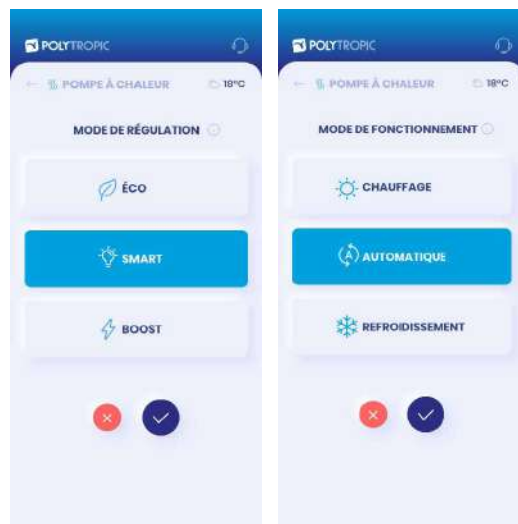 POLYTROPIC
← POMPE À CHALEUR 18°C
MODE DE RÉGULATION
ÉCO
SMART
BOOST
POLYTROPIC
← POMPE À CHALEUR 18°C
MODE DE FONCTIONNEMENT
CHAUFFAGE
A AUTOMATIQUE
REFROIDISSEMENT